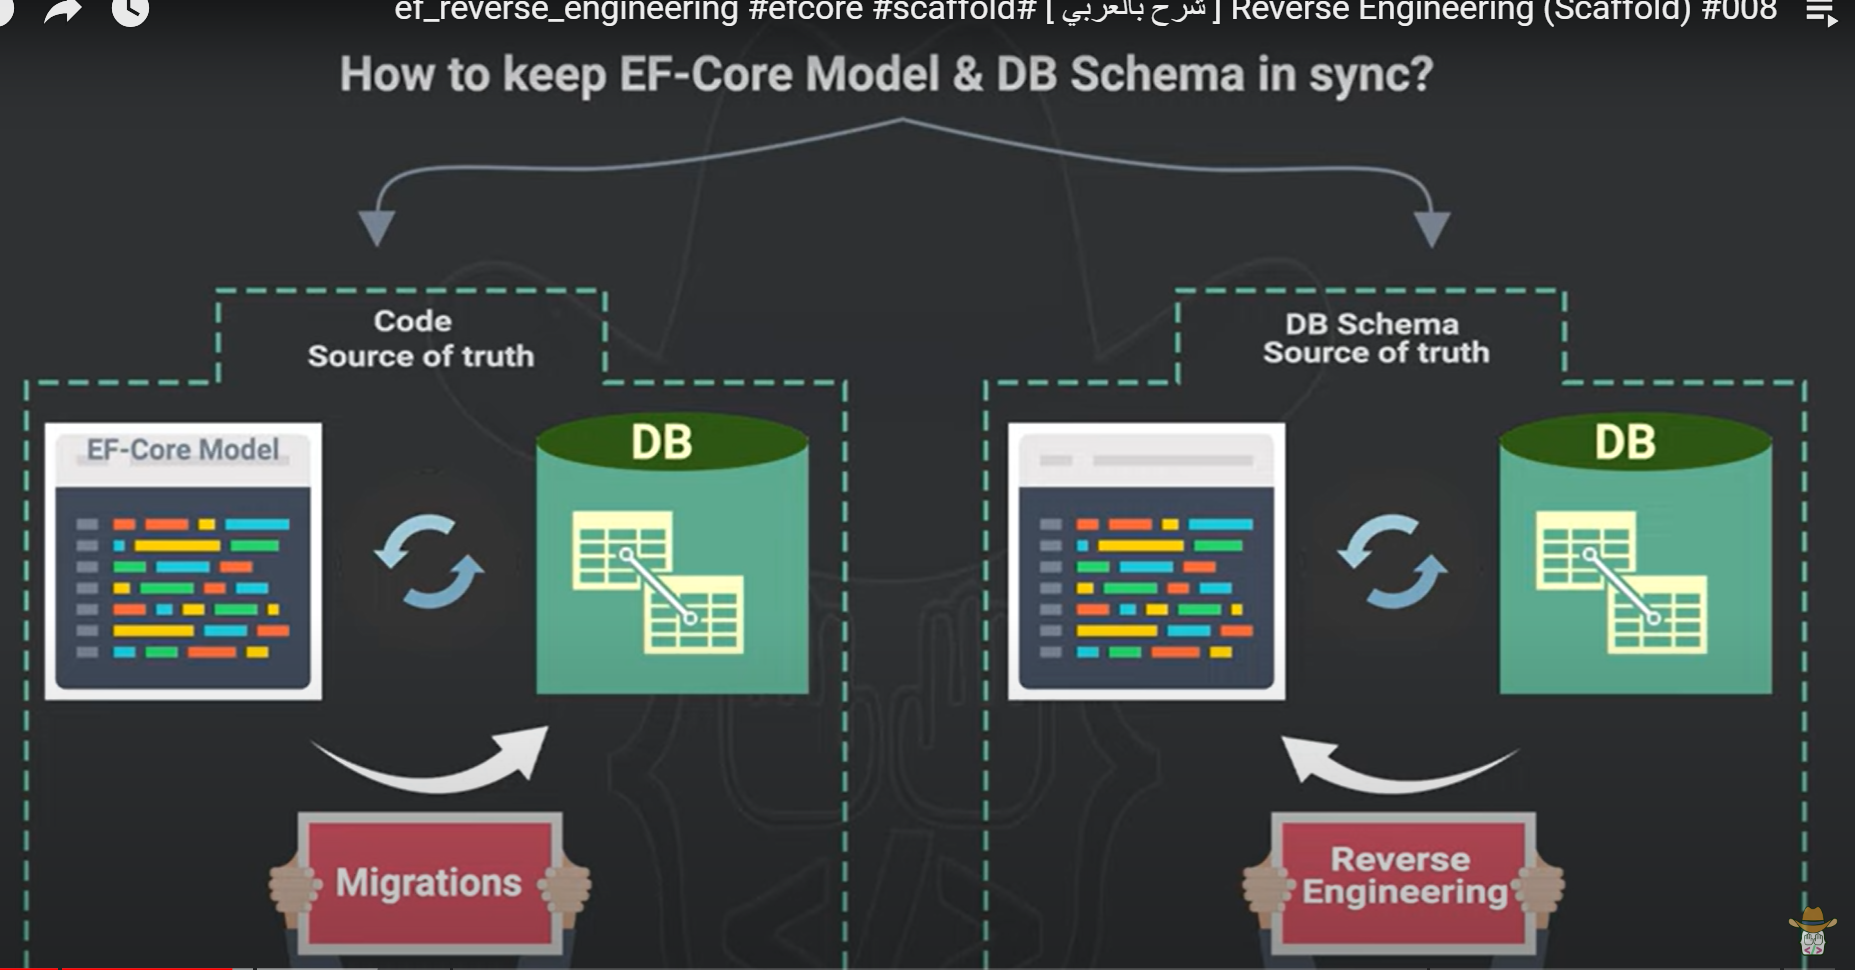 ef_reverse_engineering #efcore #scaffold# [ شرح بالعربي ] Reverse Engineering (Scaffold) #008
How to keep EF-Core Model & DB Schema in sync?
Code
Source of truth
EF-Core Model
DB
Migrations
DB Schema
Source of truth
DB
Reverse
Engineering